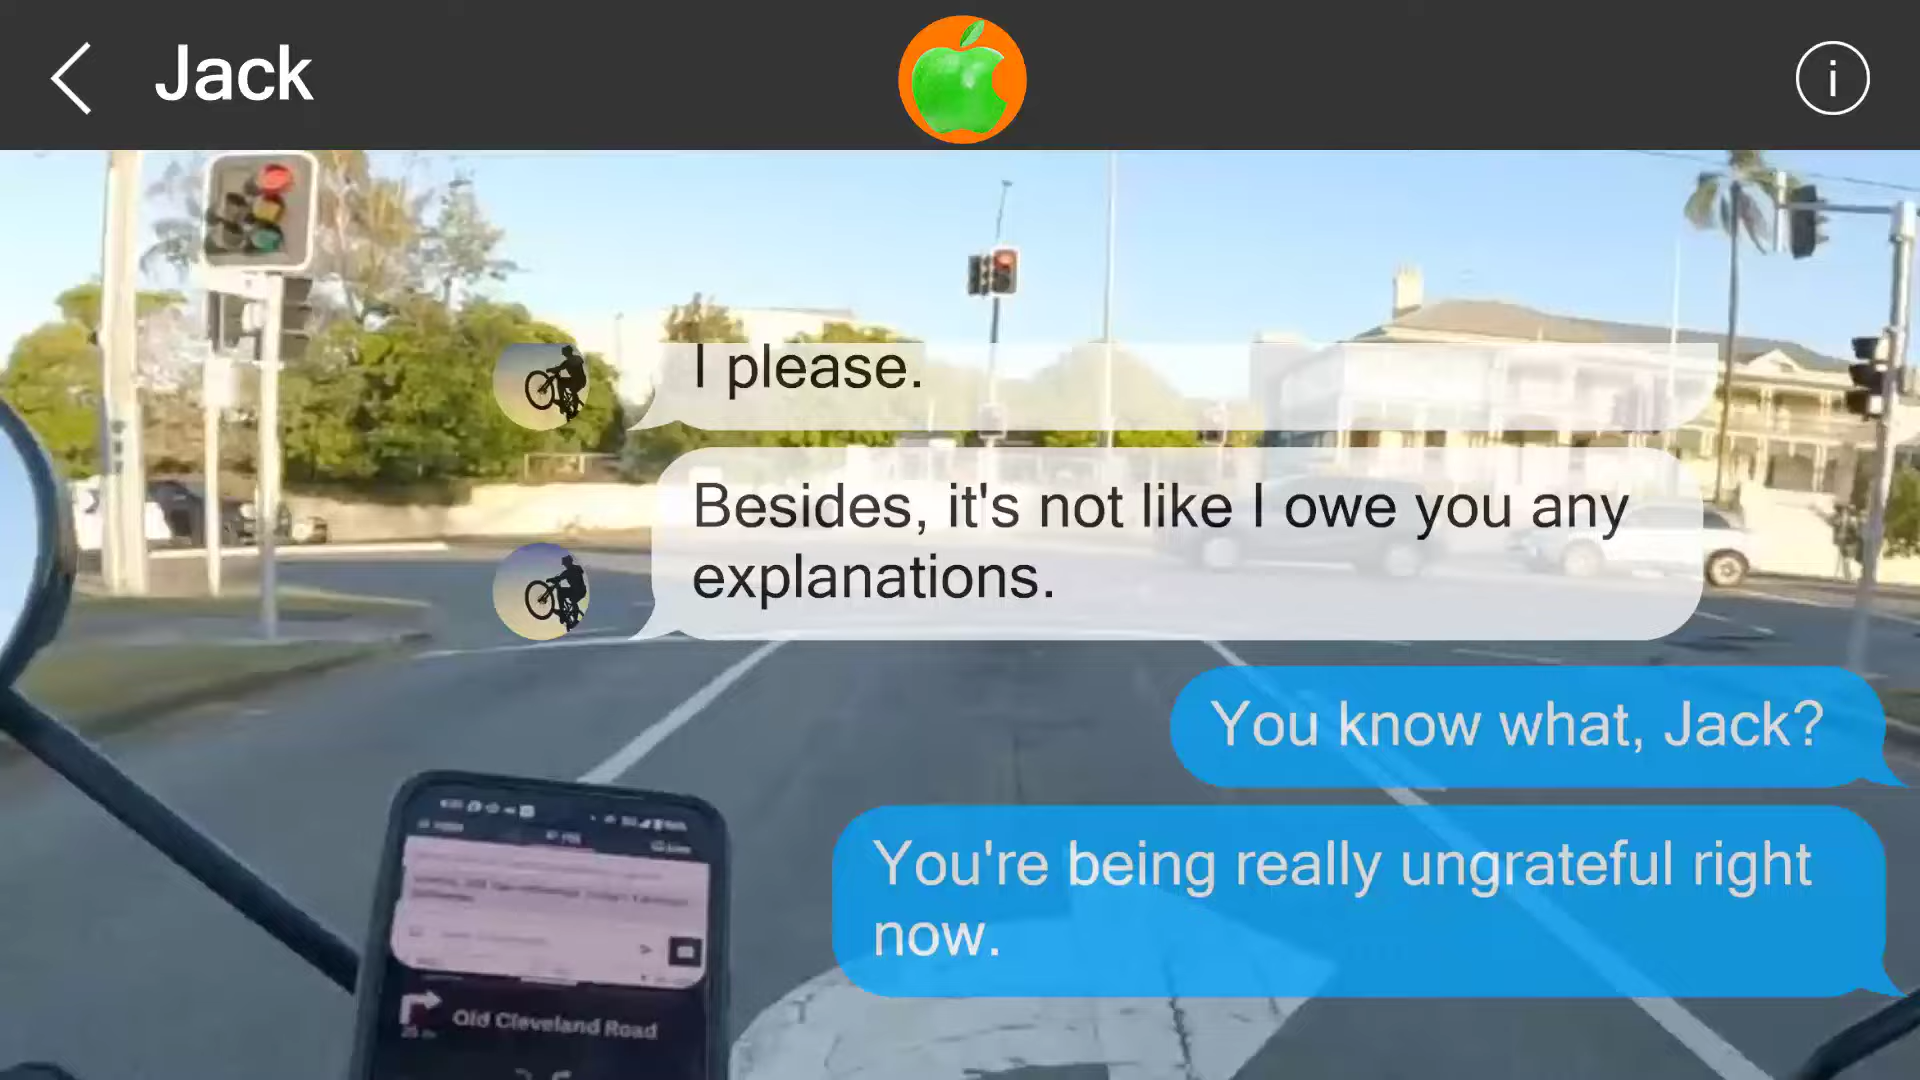 Jack
I please.
Besides, it's not like I owe you any
explanations.
You know what, Jack?
You're being really ungrateful right
now.
Old Cleveland Road